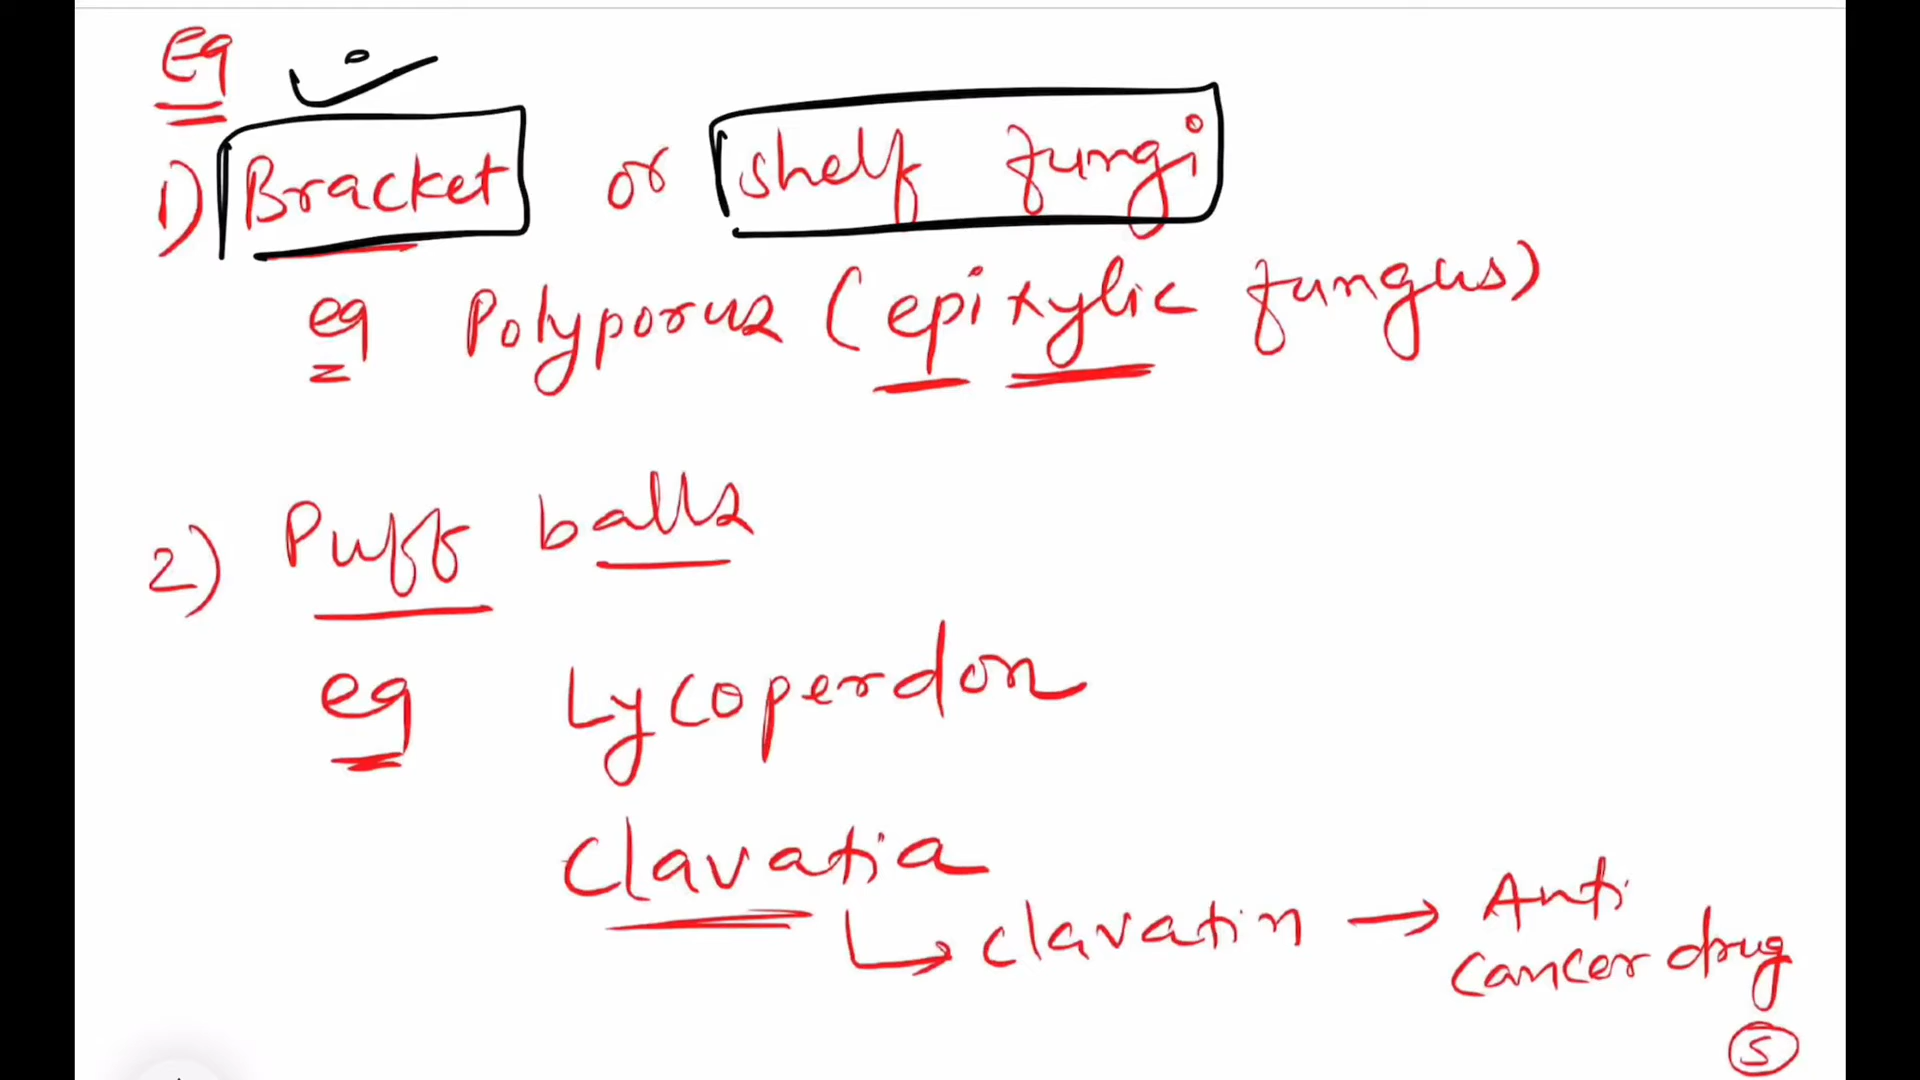 Eg
1) Bracket or shelf fungi
eg Polyporus (epixylic fungus)
2) Puff balls
eg Lycoperdon
Clavatia
↳ clavatin → Anti
cancer drug
5